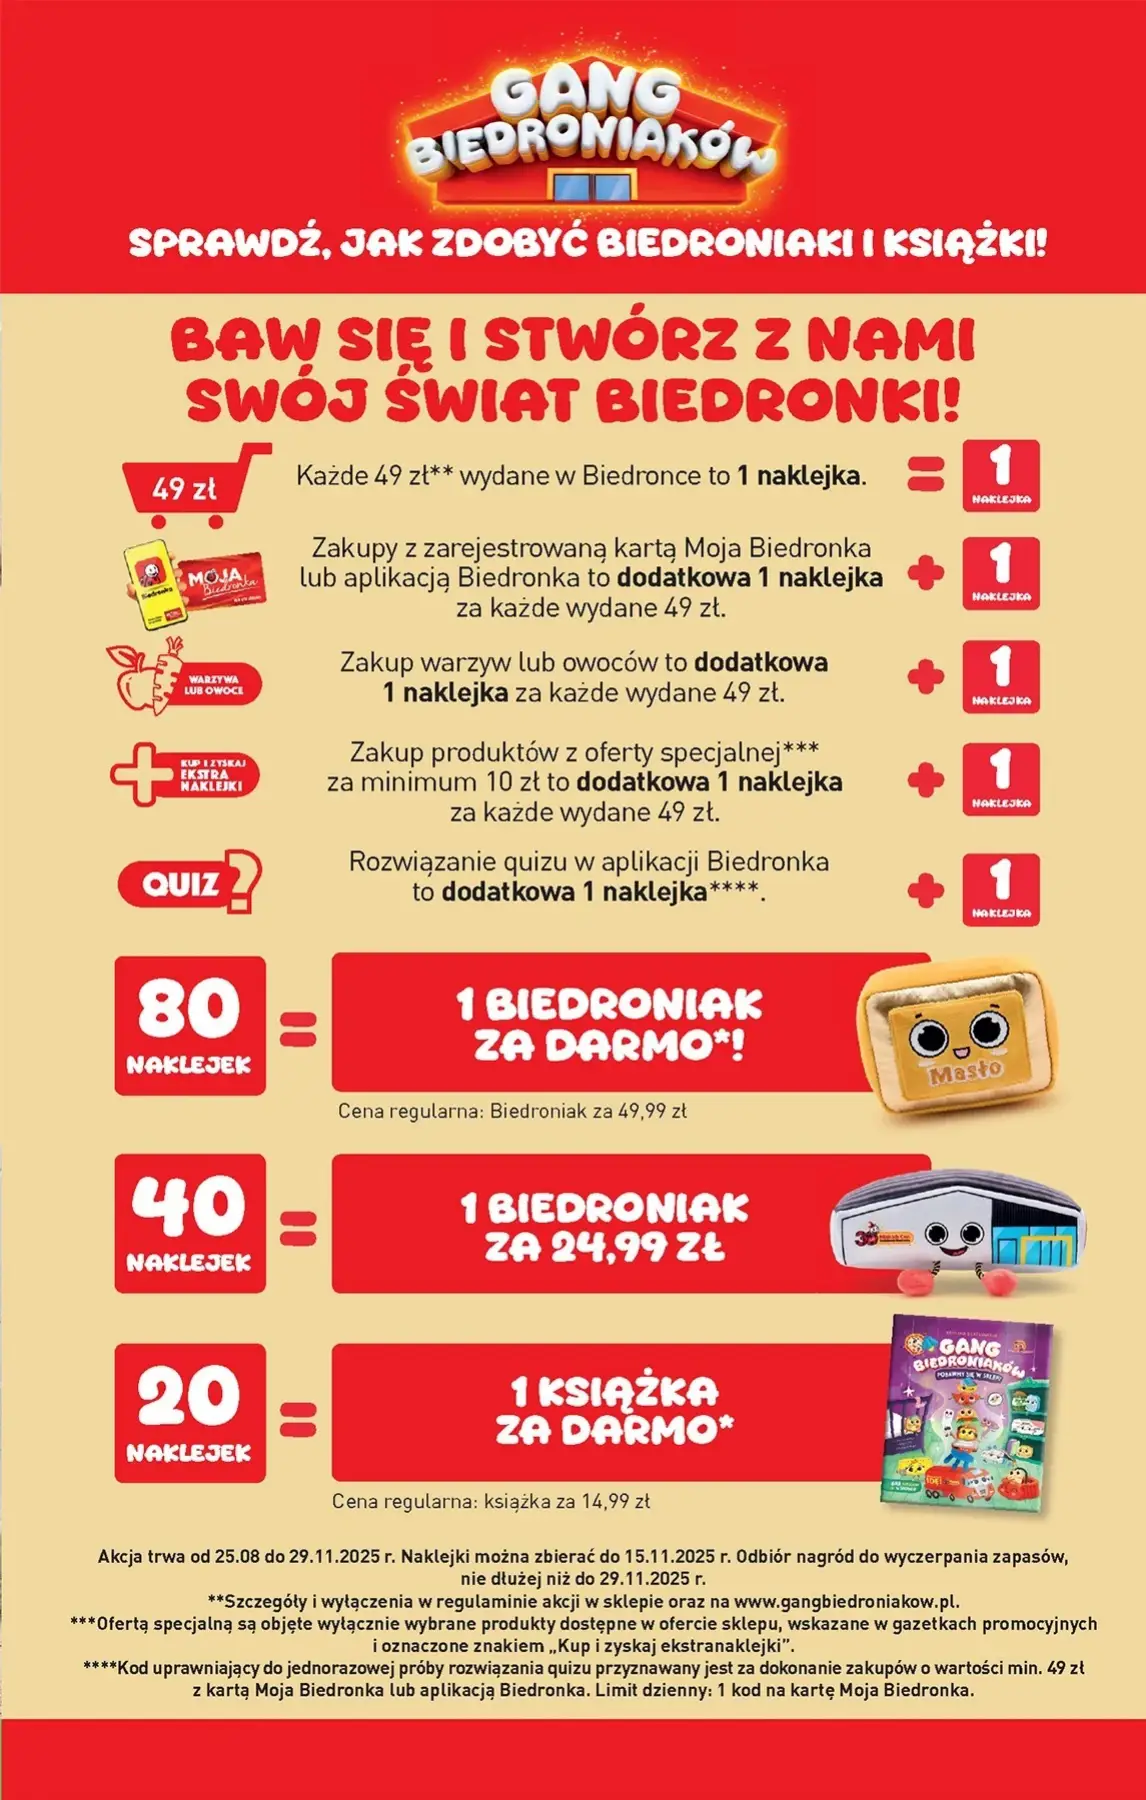 GANG
BIEDRONIAKÓW
SPRAWDŹ, JAK ZDOBYĆ BIEDRONIAKI I KSIĄŻKI!
BAW SIĘ I STWÓRZ Z NAMI
SWÓJ ŚWIAT BIEDRONKI!
49 zł
Każde 49 zł** wydane w Biedronce to 1 naklejka.
=
1
NAKLEJKA
Biedronka
MOJA
Biedronka
Zakupy z zarejestrowaną kartą Moja Biedronka
lub aplikacją Biedronka to dodatkowa 1 naklejka
za każde wydane 49 zł.
+
1
NAKLEJKA
WARZYWA
LUB OWOCE
Zakup warzyw lub owoców to dodatkowa
1 naklejka za każde wydane 49 zł.
+
1
NAKLEJKA
KUP I ZYSKAJ
EKSTRA
NAKLEJKI
Zakup produktów z oferty specjalnej***
za minimum 10 zł to dodatkowa 1 naklejka
za każde wydane 49 zł.
+
1
NAKLEJKA
QUIZ?
Rozwiązanie quizu w aplikacji Biedronka
to dodatkowa 1 naklejka****.
+
1
NAKLEJKA
80
NAKLEJEK
=
1 BIEDRONIAK
ZA DARMO*!
Masło
Cena regularna: Biedroniak za 49,99 zł
40
NAKLEJEK
=
1 BIEDRONIAK
ZA 24,99 ZŁ
30
20
NAKLEJEK
=
1 KSIĄŻKA
ZA DARMO*
GANG
BIEDRONIAKÓW
POBAWMY SIĘ W SKLEP!
Cena regularna: książka za 14,99 zł
Akcja trwa od 25.08 do 29.11.2025 r. Naklejki można zbierać do 15.11.2025 r. Odbiór nagród do wyczerpania zapasów,
nie dłużej niż do 29.11.2025 r.
**Szczegóły i wyłączenia w regulaminie akcji w sklepie oraz na www.gangbiedroniakow.pl.
***Ofertą specjalną są objęte wyłącznie wybrane produkty dostępne w ofercie sklepu, wskazane w gazetkach promocyjnych
i oznaczone znakiem „Kup i zyskaj ekstranaklejki”.
****Kod uprawniający do jednorazowej próby rozwiązania quizu przyznawany jest za dokonanie zakupów o wartości min. 49 zł
z kartą Moja Biedronka lub aplikacją Biedronka. Limit dzienny: 1 kod na kartę Moja Biedronka.